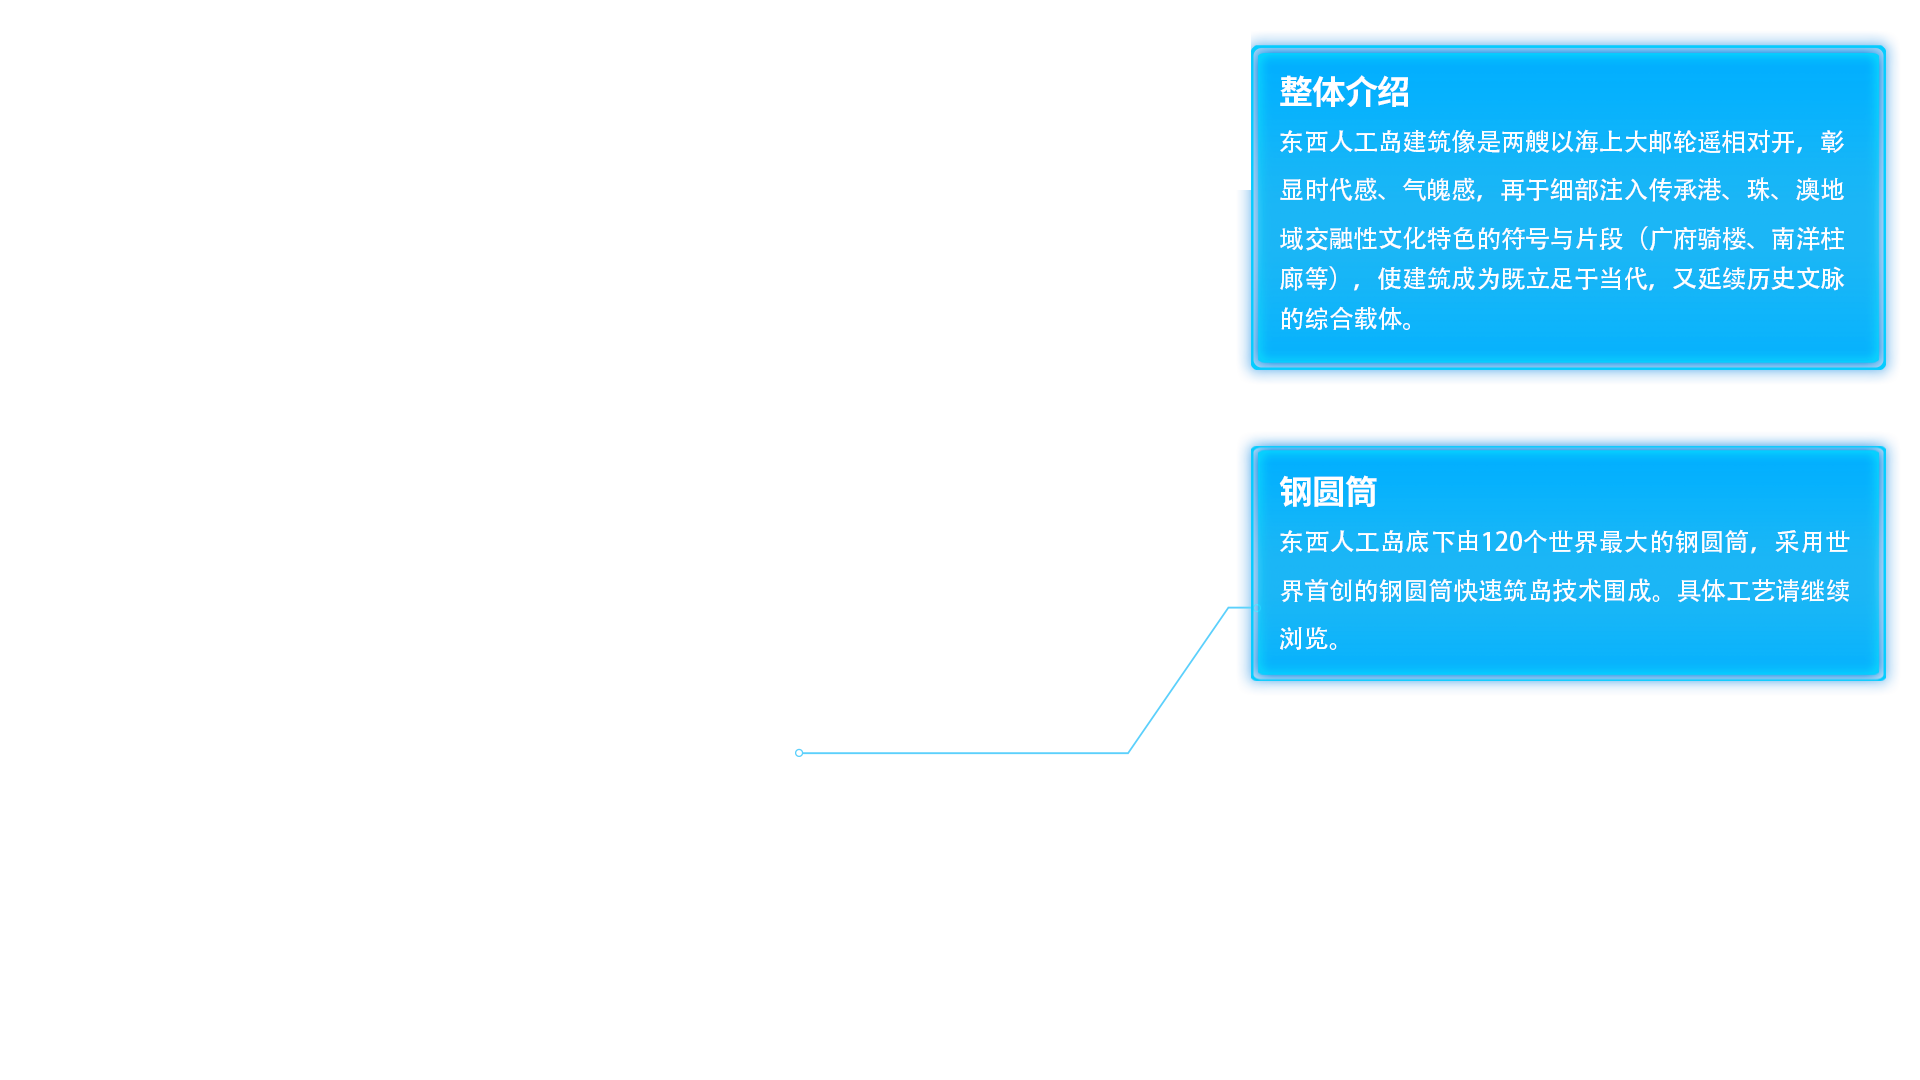 整体介绍
东西人工岛建筑像是两艘以海上大邮轮遥相对开，彰
显时代感、气魄感，再于细部注入传承港、珠、澳地
域交融性文化特色的符号与片段（广府骑楼、南洋柱
廊等），使建筑成为既立足于当代，又延续历史文脉
的综合载体。
钢圆筒
东西人工岛底下由120个世界最大的钢圆筒，采用世
界首创的钢圆筒快速筑岛技术围成。具体工艺请继续
浏览。